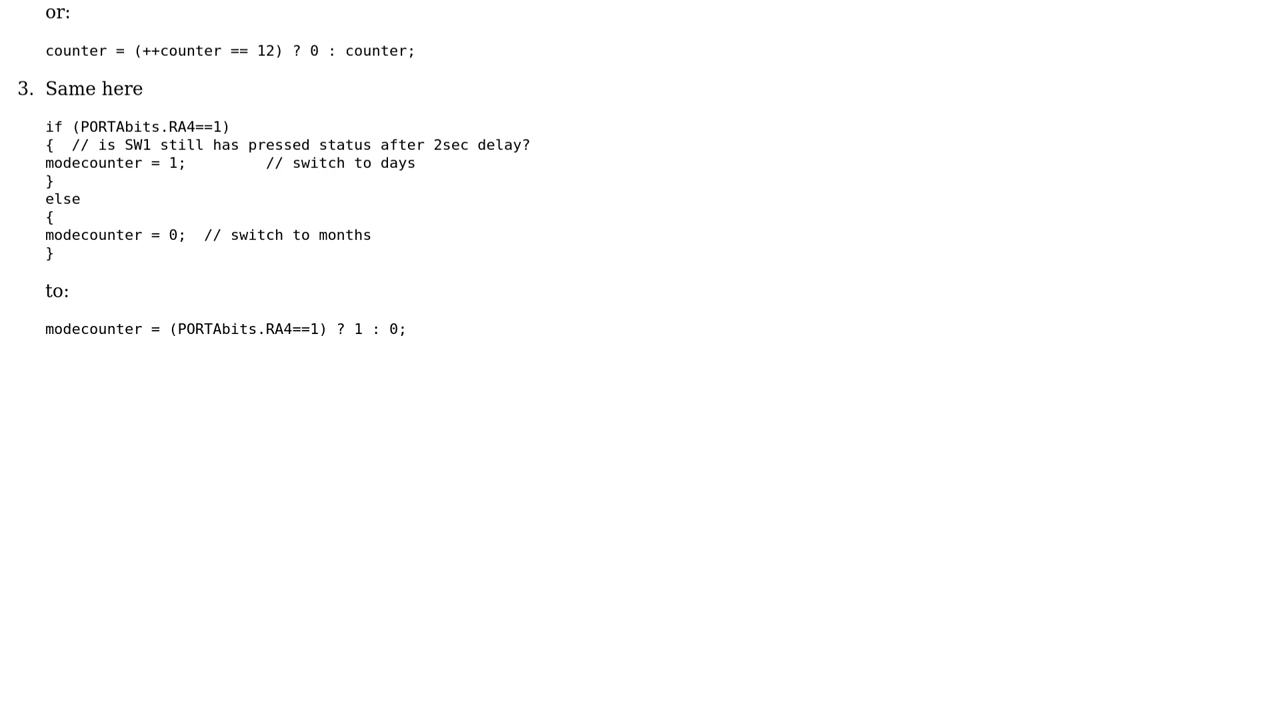 or:
counter = (++counter == 12) ? 0 : counter;
3. Same here
if (PORTAbits.RA4==1)
{  // is SW1 still has pressed status after 2sec delay?
modecounter = 1;         // switch to days
}
else
{
modecounter = 0;  // switch to months
}
to:
modecounter = (PORTAbits.RA4==1) ? 1 : 0;